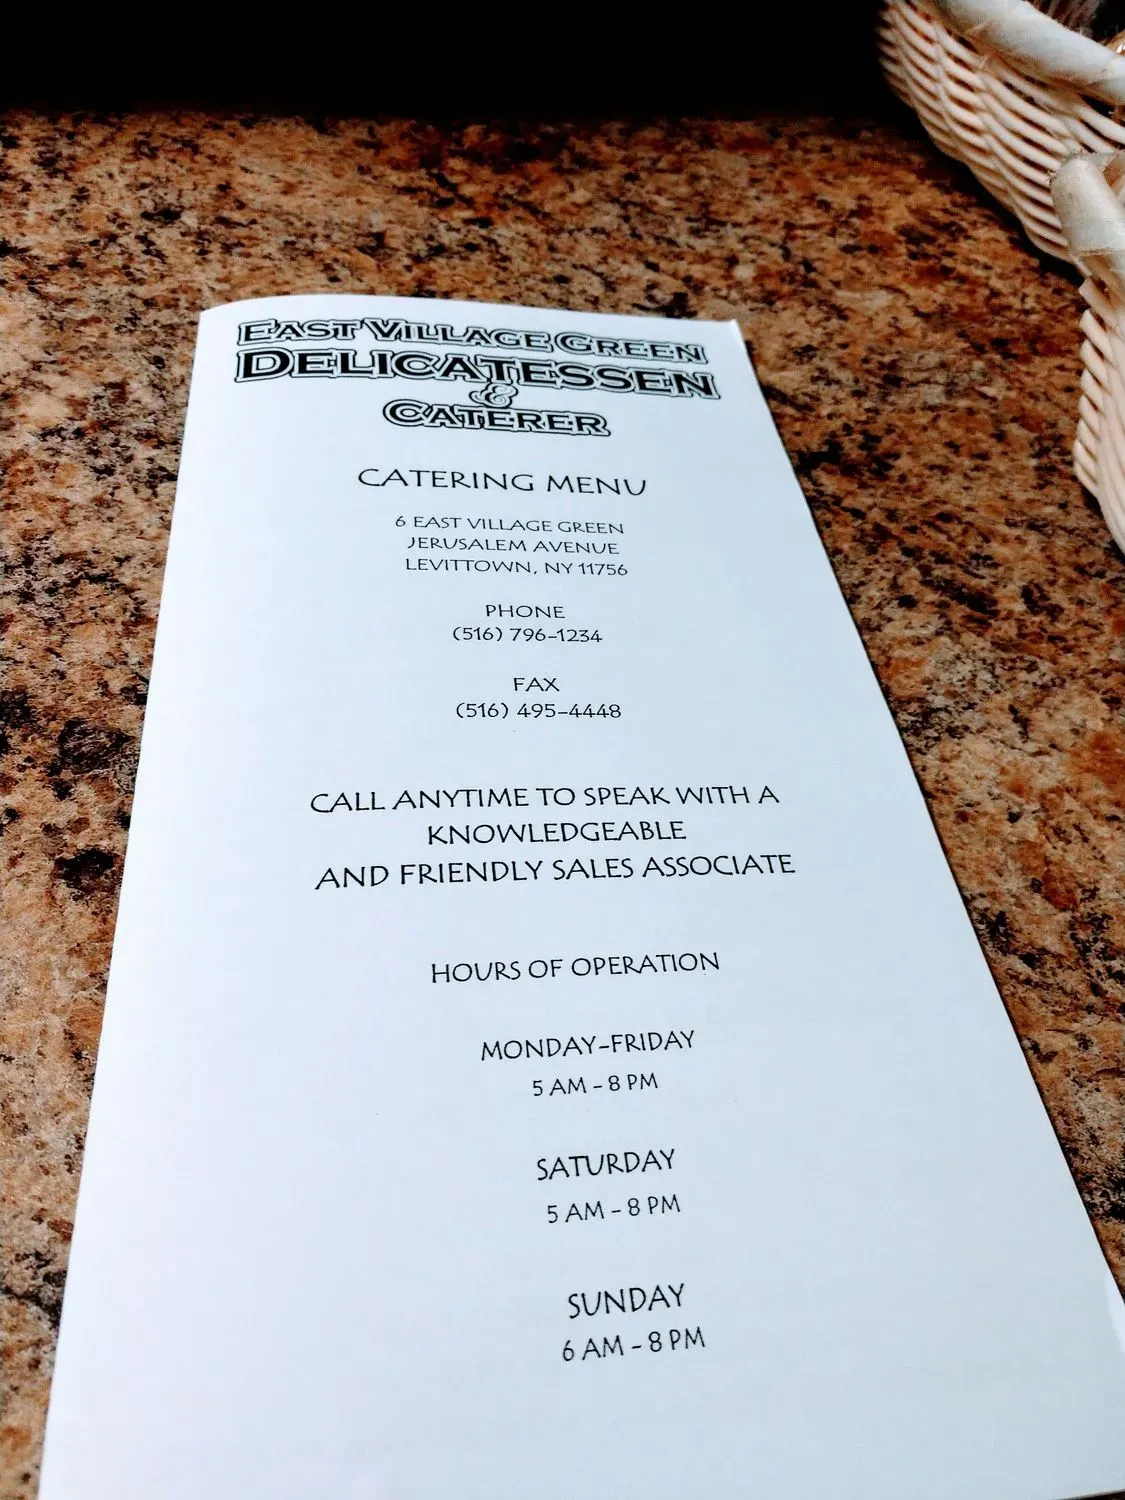 EAST VILLAGE GREEN
DELICATESSEN
&
CATERER
CATERING MENU
6 EAST VILLAGE GREEN
JERUSALEM AVENUE
LEVITTOWN, NY 11756
PHONE
(516) 796-1234
FAX
(516) 495-4448
CALL ANYTIME TO SPEAK WITH A
KNOWLEDGEABLE
AND FRIENDLY SALES ASSOCIATE
HOURS OF OPERATION
MONDAY-FRIDAY
5 AM - 8 PM
SATURDAY
5 AM - 8 PM
SUNDAY
6 AM - 8 PM